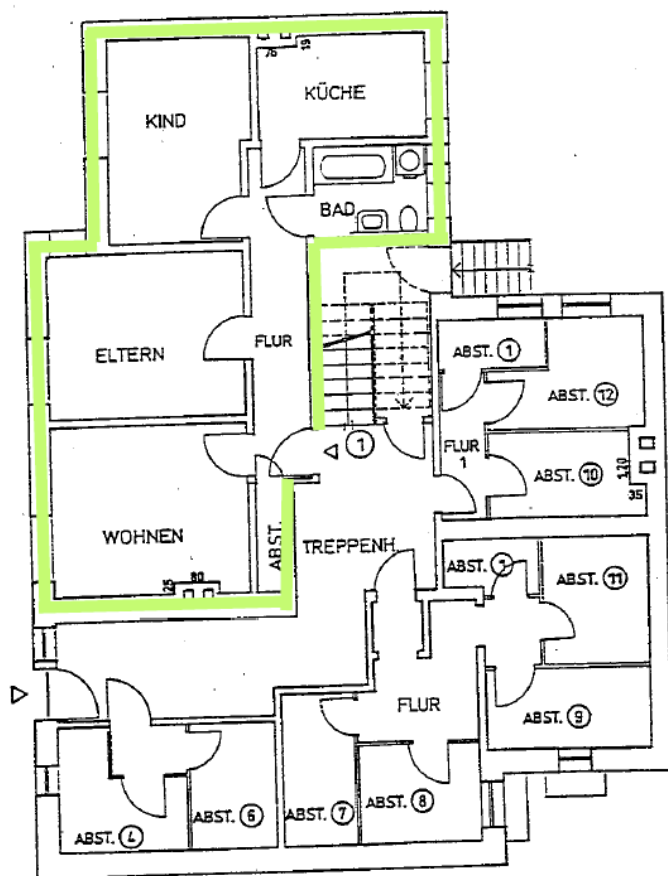 75
19
KIND
KÜCHE
BAD
ELTERN
FLUR
ABST. 1
ABST. 12
1
FLUR
1
ABST. 10
120
35
WOHNEN
ABST.
TREPPENH
25
80
ABST.
ABST. 11
FLUR
ABST. 9
ABST. 4
ABST. 6
ABST. 7
ABST. 8